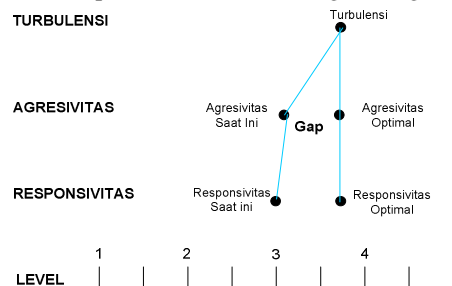 TURBULENSI
Turbulensi
AGRESIVITAS
Agresivitas
Saat Ini
Gap
Agresivitas
Optimal
RESPONSIVITAS
Responsivitas
Saat ini
Responsivitas
Optimal
1 2 3 4
LEVEL